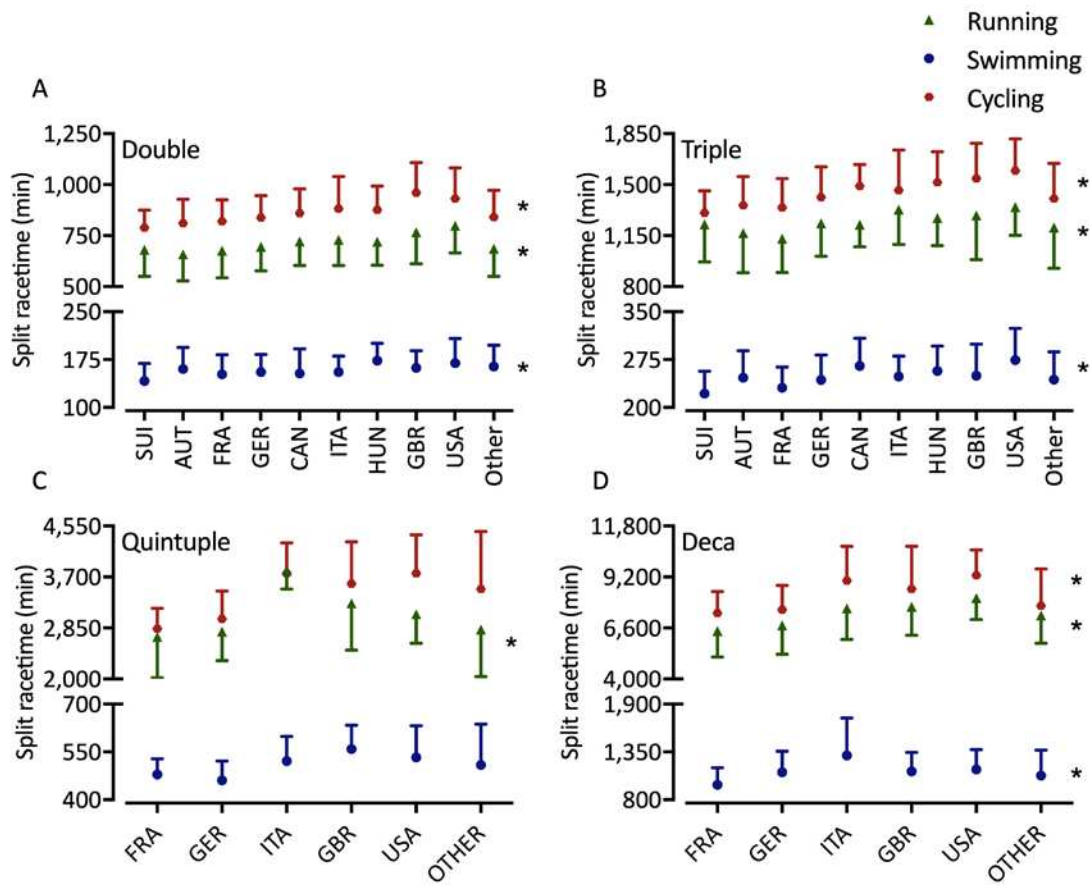 Running
Swimming
Cycling
A
Double
Split racetime (min)
1,250
1,000
750
500
250
175
100
*
*
*
SUI
AUT
FRA
GER
CAN
ITA
HUN
GBR
USA
Other
B
Triple
Split racetime (min)
1,850
1,500
1,150
800
350
275
200
*
*
*
SUI
AUT
FRA
GER
CAN
ITA
HUN
GBR
USA
Other
C
Quintuple
Split racetime (min)
4,550
3,700
2,850
2,000
700
550
400
*
FRA
GER
ITA
GBR
USA
OTHER
D
Deca
Split racetime (min)
11,800
9,200
6,600
4,000
1,900
1,350
800
*
*
*
FRA
GER
ITA
GBR
USA
OTHER